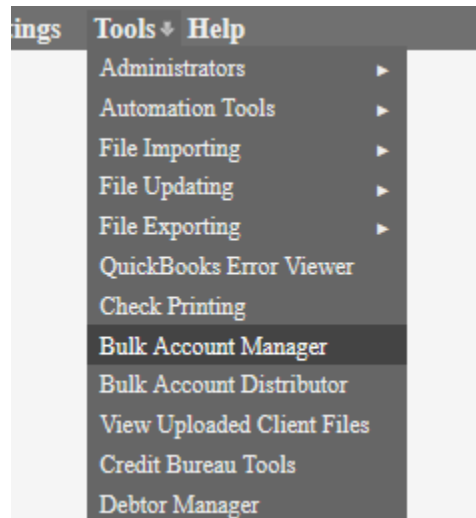 ings Tools Help
Administrators
Automation Tools
File Importing
File Updating
File Exporting
QuickBooks Error Viewer
Check Printing
Bulk Account Manager
Bulk Account Distributor
View Uploaded Client Files
Credit Bureau Tools
Debtor Manager